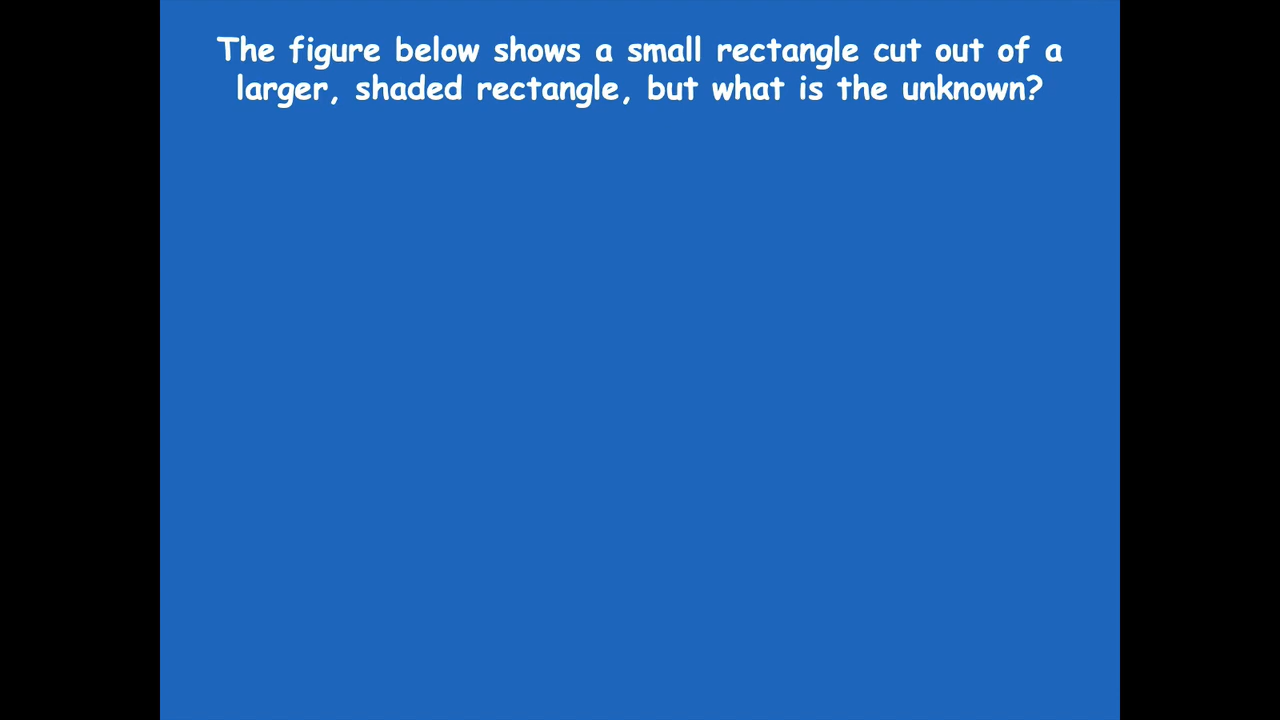 The figure below shows a small rectangle cut out of a
larger, shaded rectangle, but what is the unknown?